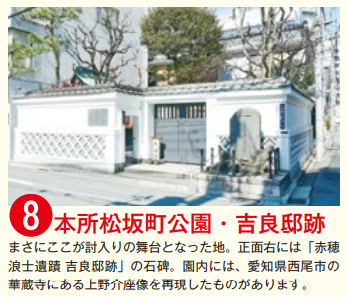 8 本所松坂町公園・吉良邸跡
まさにここが討入りの舞台となった地。正面右には「赤穂
浪士遺蹟 吉良邸跡」の石碑。園内には、愛知県西尾市の
華蔵寺にある上野介座像を再現したものがあります。